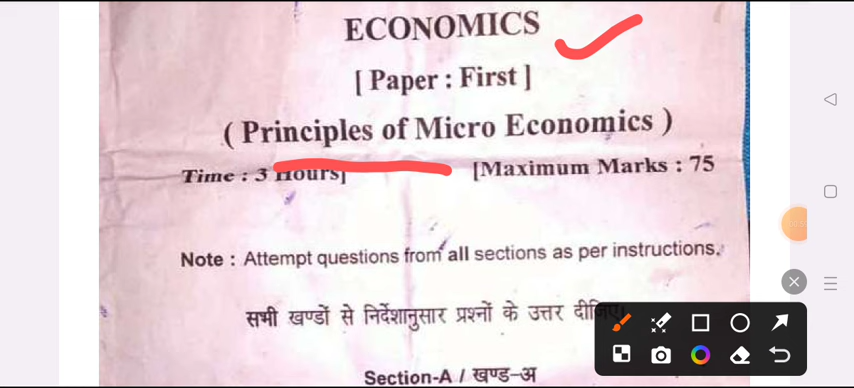 ECONOMICS
[ Paper : First ]
( Principles of Micro Economics )
Time : 3 Hours] [Maximum Marks : 75
Note : Attempt questions from all sections as per instructions.
सभी खण्डों से निर्देशानुसार प्रश्नों के उत्तर दीजिए।
Section-A / खण्ड-अ